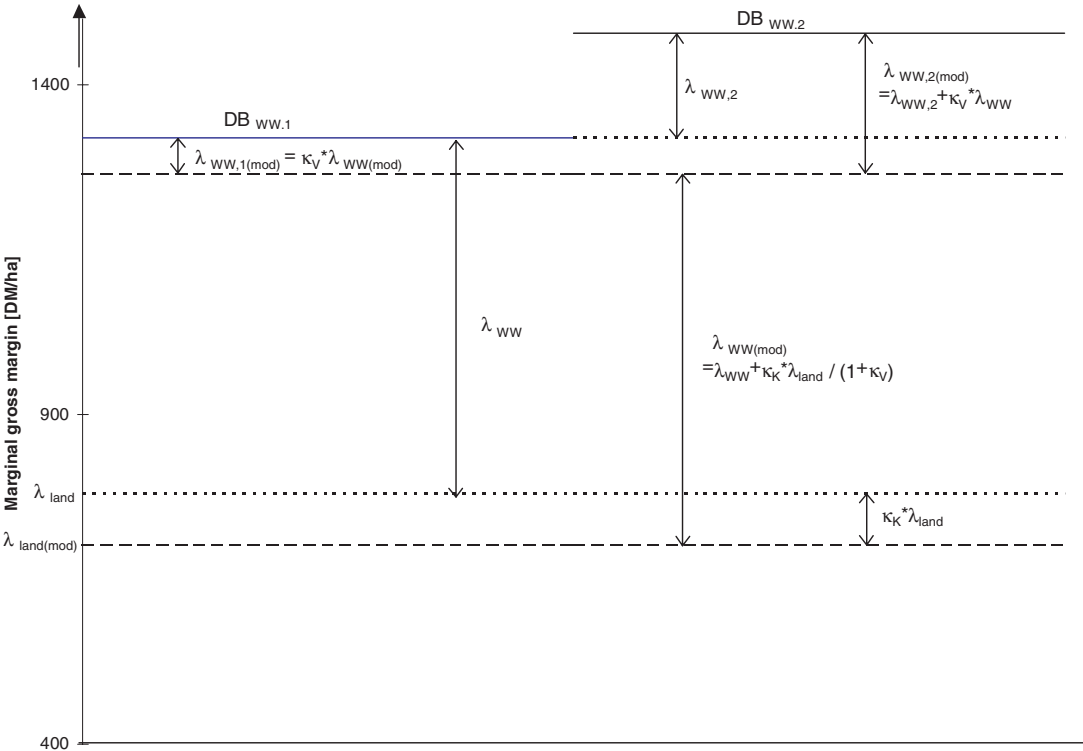 DB WW.2
1400
λ WW,2
λ WW,2(mod)
=λWW,2+κV*λWW
DB WW.1
λ WW,1(mod) = κV*λ WW(mod)
Marginal gross margin [DM/ha]
λ WW
λ WW(mod)
=λWW+κK*λland / (1+κV)
900
λ land
κK*λland
λ land(mod)
400